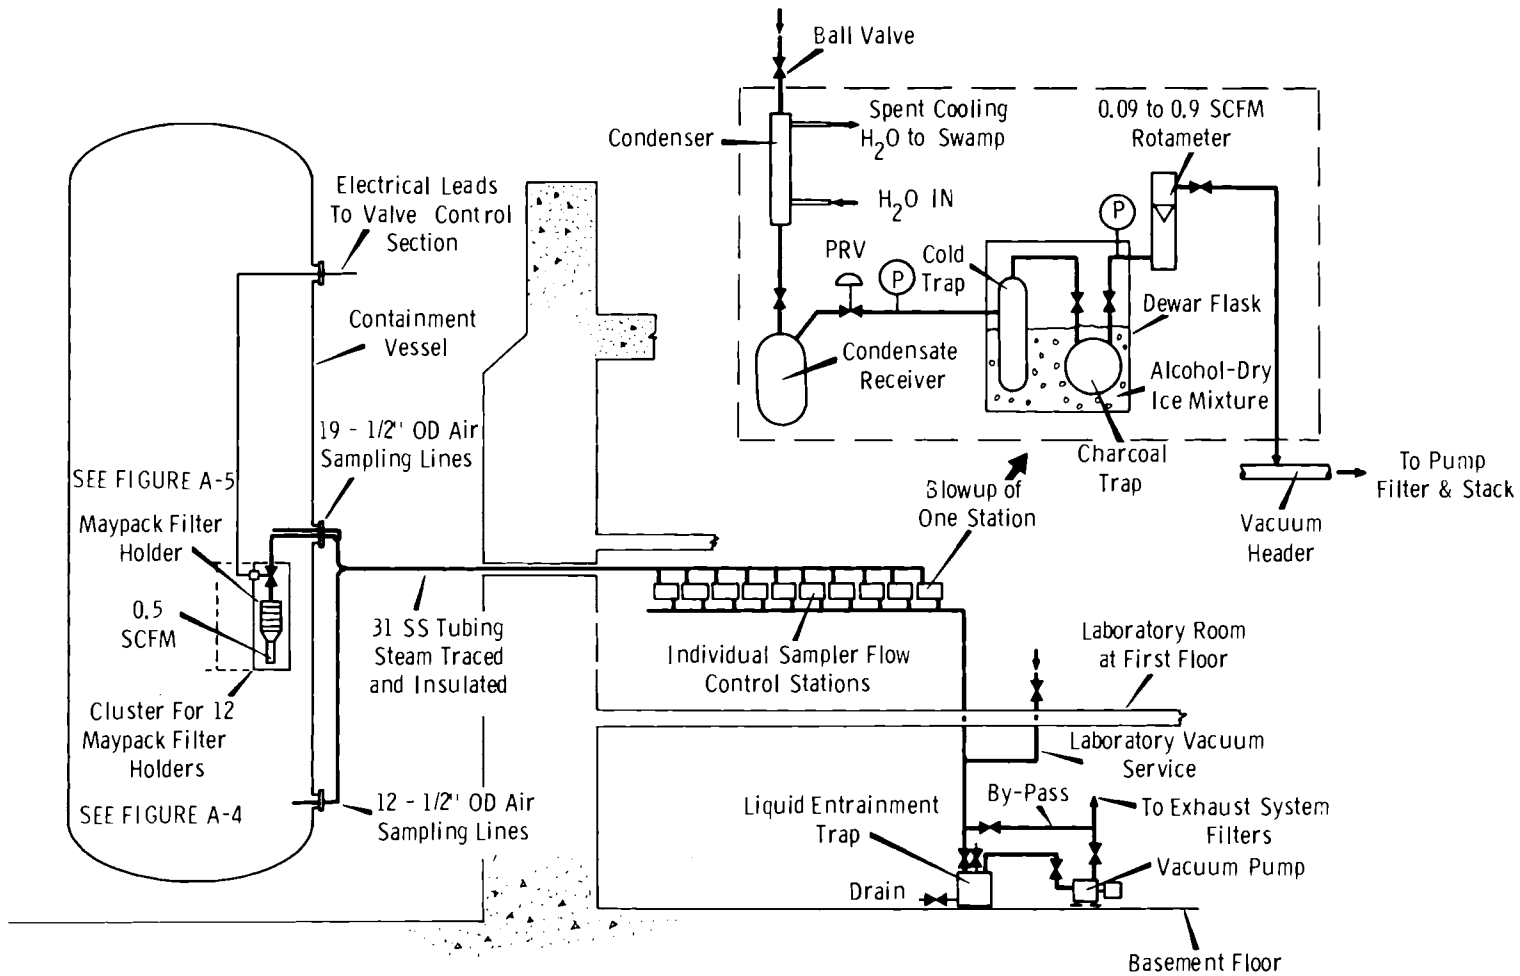 Ball Valve
Spent Cooling
H2O to Swamp
0.09 to 0.9 SCFM
Rotameter
Condenser
H2O IN
P
PRV
P
Cold
Trap
Dewar Flask
Condensate
Receiver
Alcohol-Dry
Ice Mixture
Charcoal
Trap
To Pump
Filter & Stack
Vacuum
Header
Blowup of
One Station
Electrical Leads
To Valve Control
Section
Containment
Vessel
19 - 1/2" OD Air
Sampling Lines
SEE FIGURE A-5
Maypack Filter
Holder
0.5
SCFM
31 SS Tubing
Steam Traced
and Insulated
Individual Sampler Flow
Control Stations
Laboratory Room
at First Floor
Cluster For 12
Maypack Filter
Holders
SEE FIGURE A-4
12 - 1/2" OD Air
Sampling Lines
Laboratory Vacuum
Service
Liquid Entrainment
Trap
By-Pass
To Exhaust System
Filters
Vacuum Pump
Drain
Basement Floor